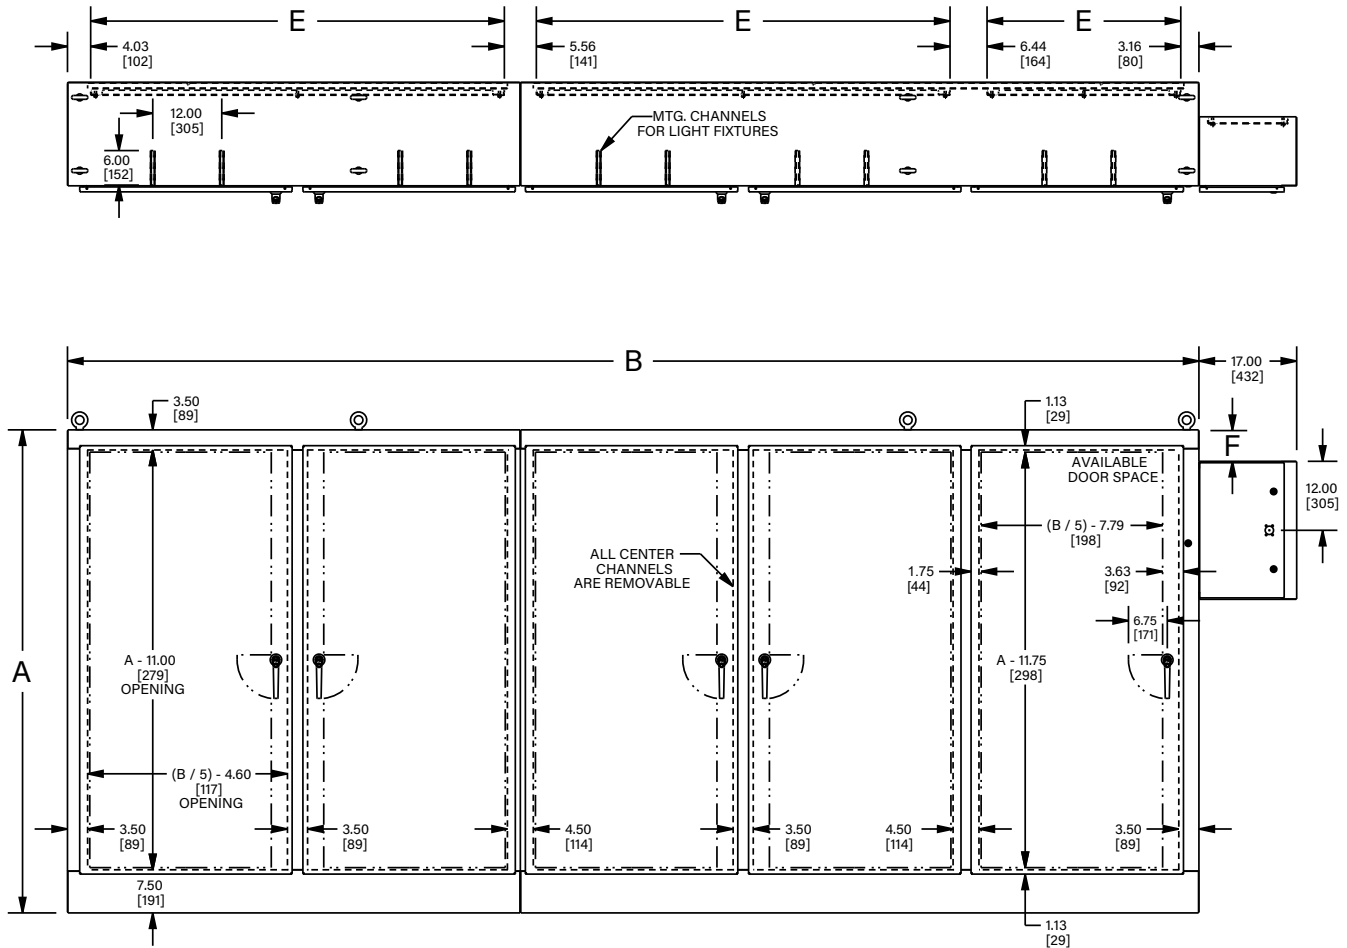 E
E
E
4.03
[102]
5.56
[141]
6.44
[164]
3.16
[80]
12.00
[305]
MTG. CHANNELS
FOR LIGHT FIXTURES
6.00
[152]
B
17.00
[432]
3.50
[89]
1.13
[29]
F
AVAILABLE
DOOR SPACE
12.00
[305]
(B / 5) - 7.79
[198]
ALL CENTER
CHANNELS
ARE REMOVABLE
1.75
[44]
3.63
[92]
6.75
[171]
A
A - 11.00
[279]
OPENING
A - 11.75
[298]
(B / 5) - 4.60
[117]
OPENING
3.50
[89]
3.50
[89]
4.50
[114]
3.50
[89]
4.50
[114]
3.50
[89]
7.50
[191]
1.13
[29]